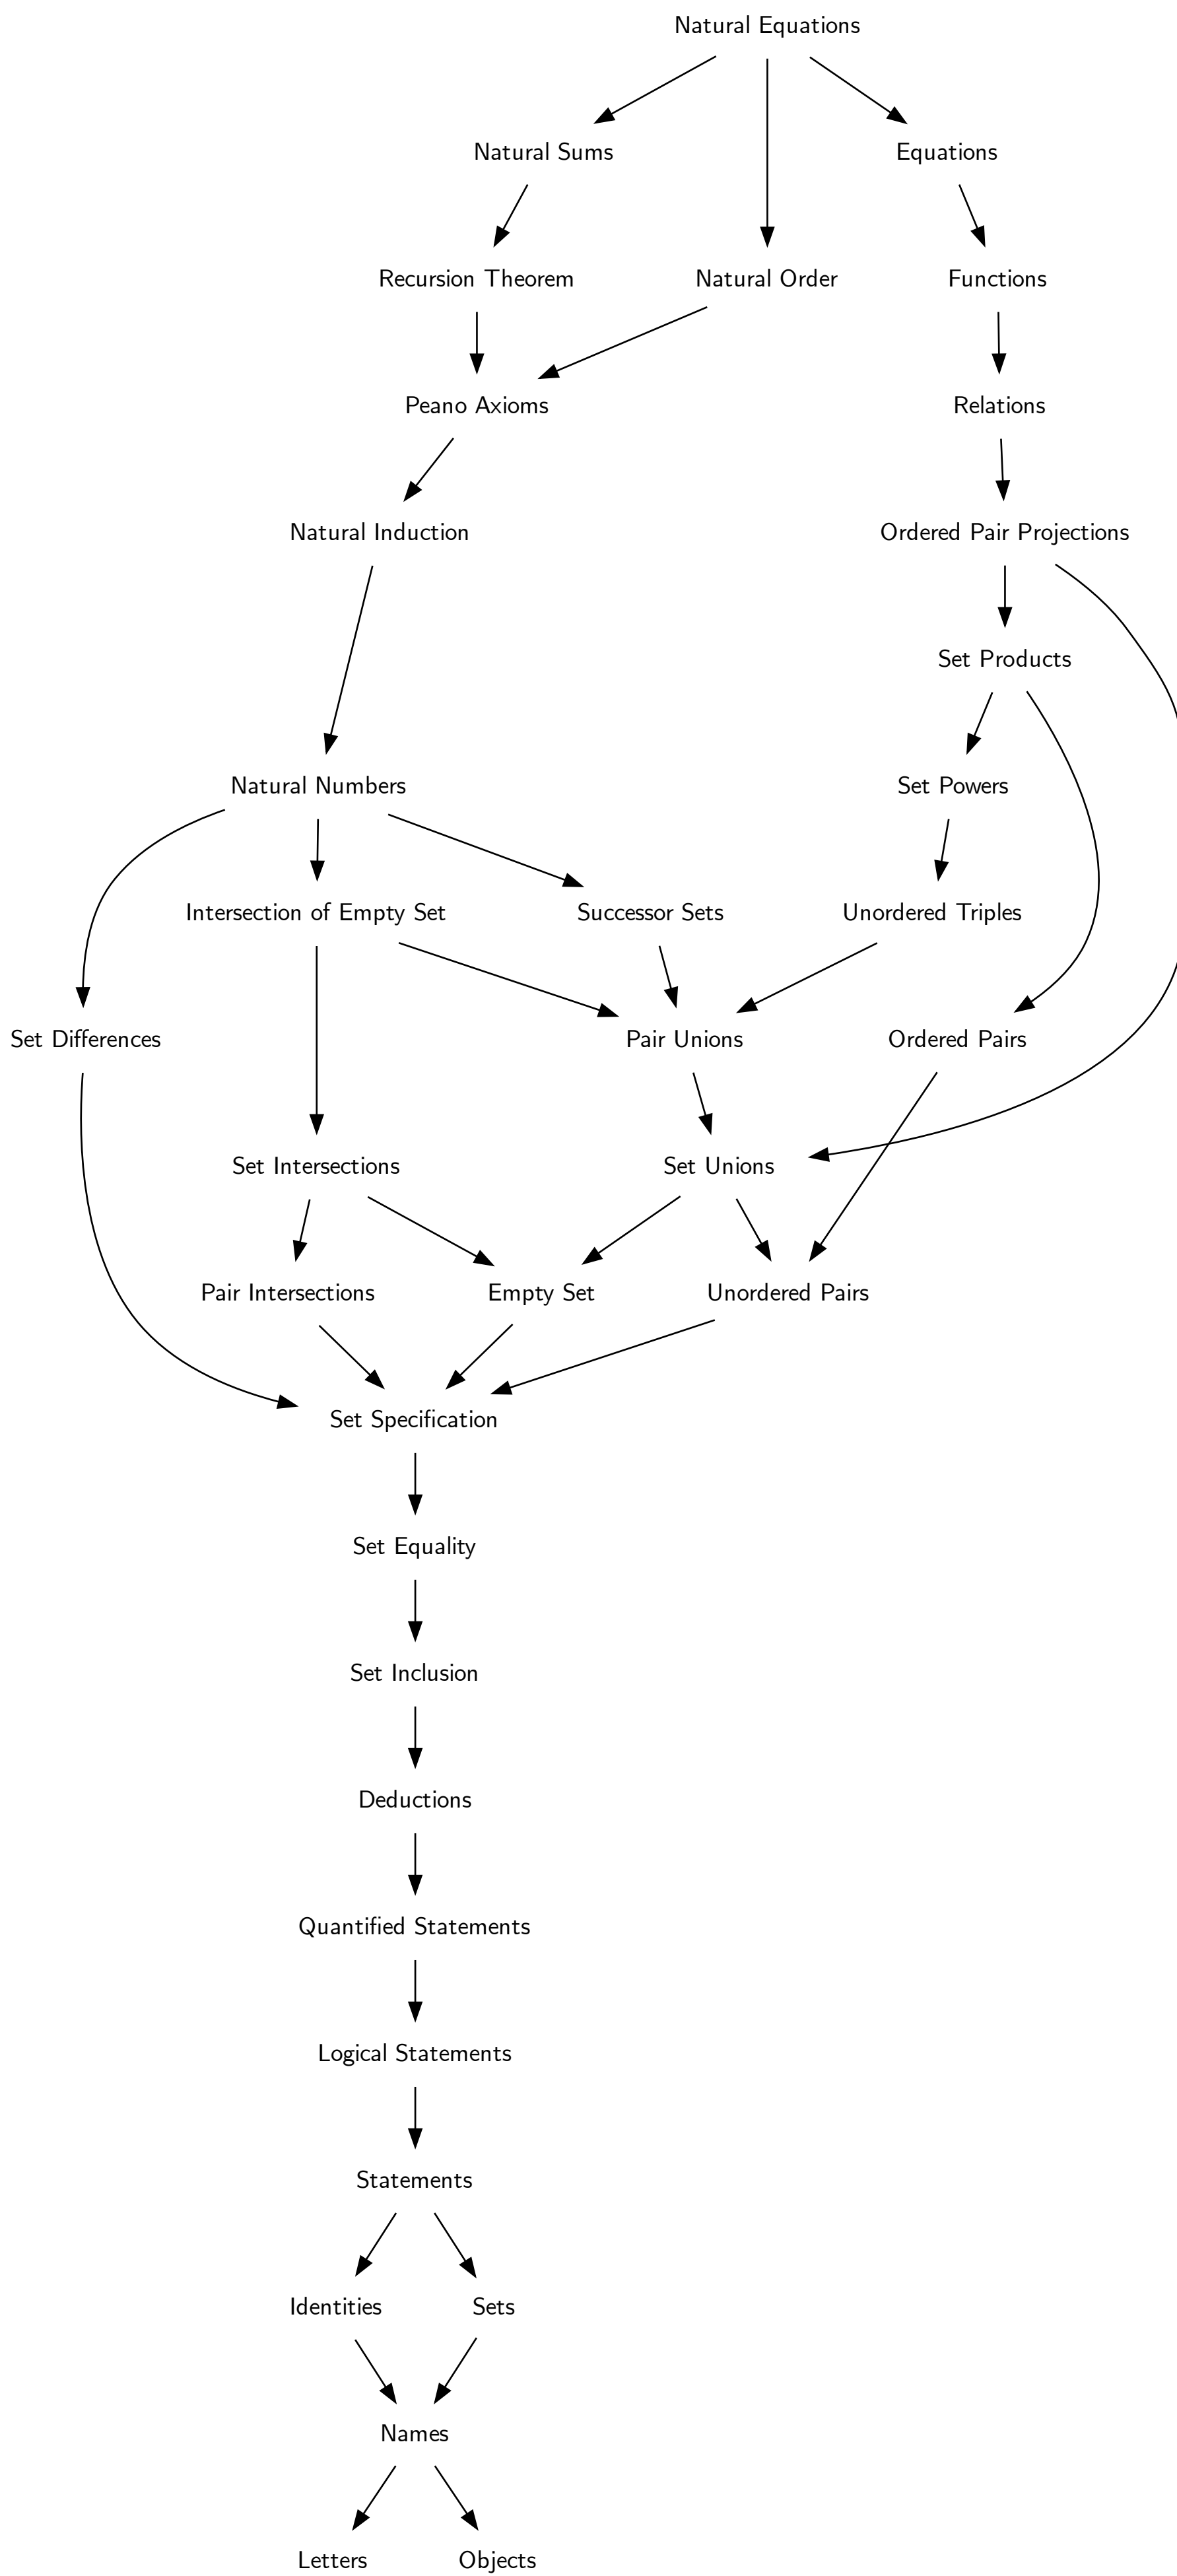 Natural Equations
Natural Sums
Equations
Recursion Theorem
Natural Order
Functions
Peano Axioms
Relations
Natural Induction
Ordered Pair Projections
Set Products
Natural Numbers
Set Powers
Intersection of Empty Set
Successor Sets
Unordered Triples
Set Differences
Pair Unions
Ordered Pairs
Set Intersections
Set Unions
Pair Intersections
Empty Set
Unordered Pairs
Set Specification
Set Equality
Set Inclusion
Deductions
Quantified Statements
Logical Statements
Statements
Identities
Sets
Names
Letters
Objects